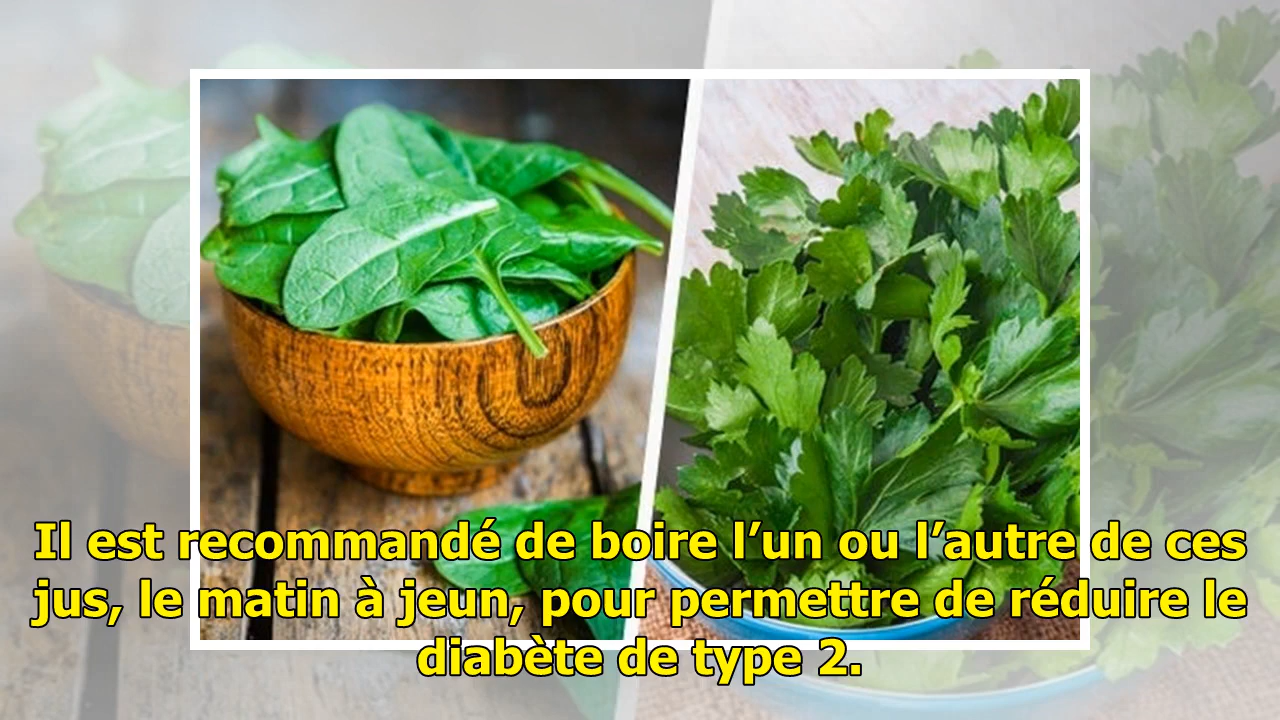 Il est recommandé de boire l’un ou l’autre de ces
jus, le matin à jeun, pour permettre de réduire le
diabète de type 2.